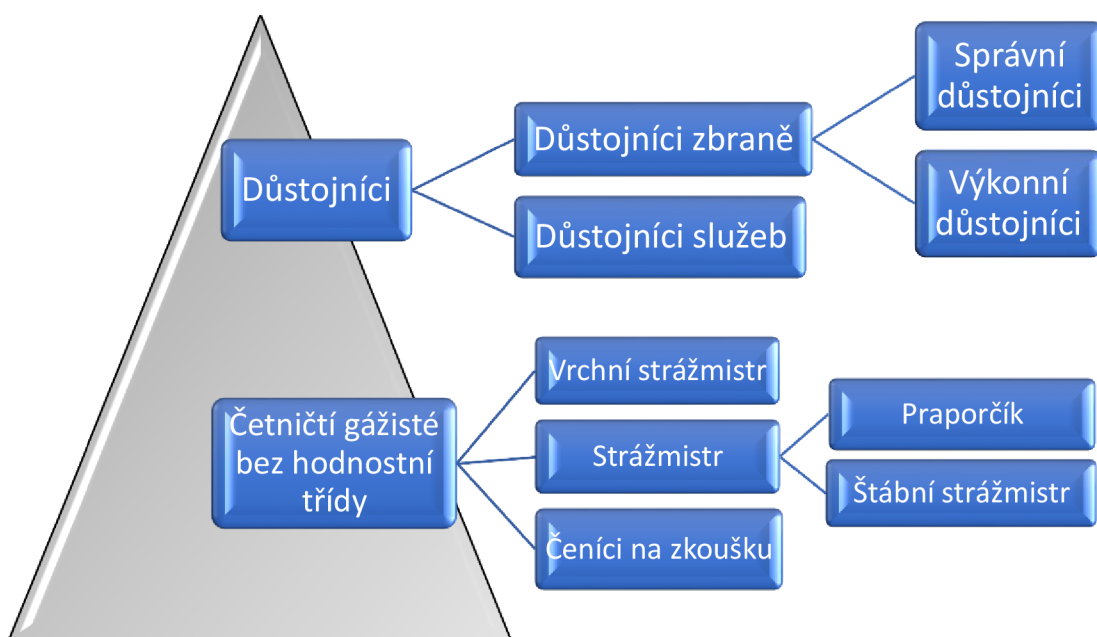 Důstojníci
Důstojníci zbraně
Správní
důstojníci
Výkonní
důstojníci
Důstojníci služeb
Četničtí gážisté
bez hodnostní
třídy
Vrchní strážmistr
Strážmistr
Praporčík
Štábní strážmistr
Čeníci na zkoušku